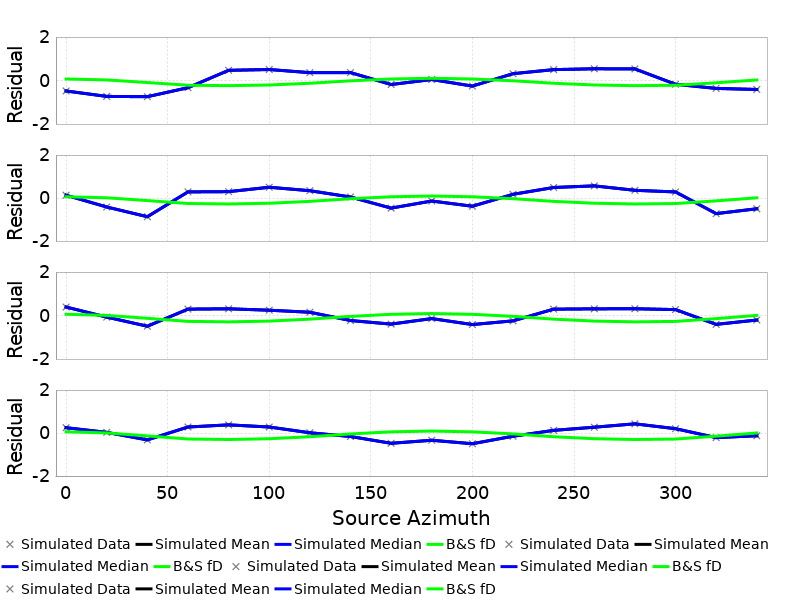 2
0
-2
Residual
2
0
-2
Residual
2
0
-2
Residual
2
0
-2
Residual
0 50 100 150 200 250 300
Source Azimuth
× Simulated Data Simulated Mean Simulated Median B&S fD × Simulated Data Simulated Mean
Simulated Median B&S fD × Simulated Data Simulated Mean Simulated Median B&S fD
× Simulated Data Simulated Mean Simulated Median B&S fD